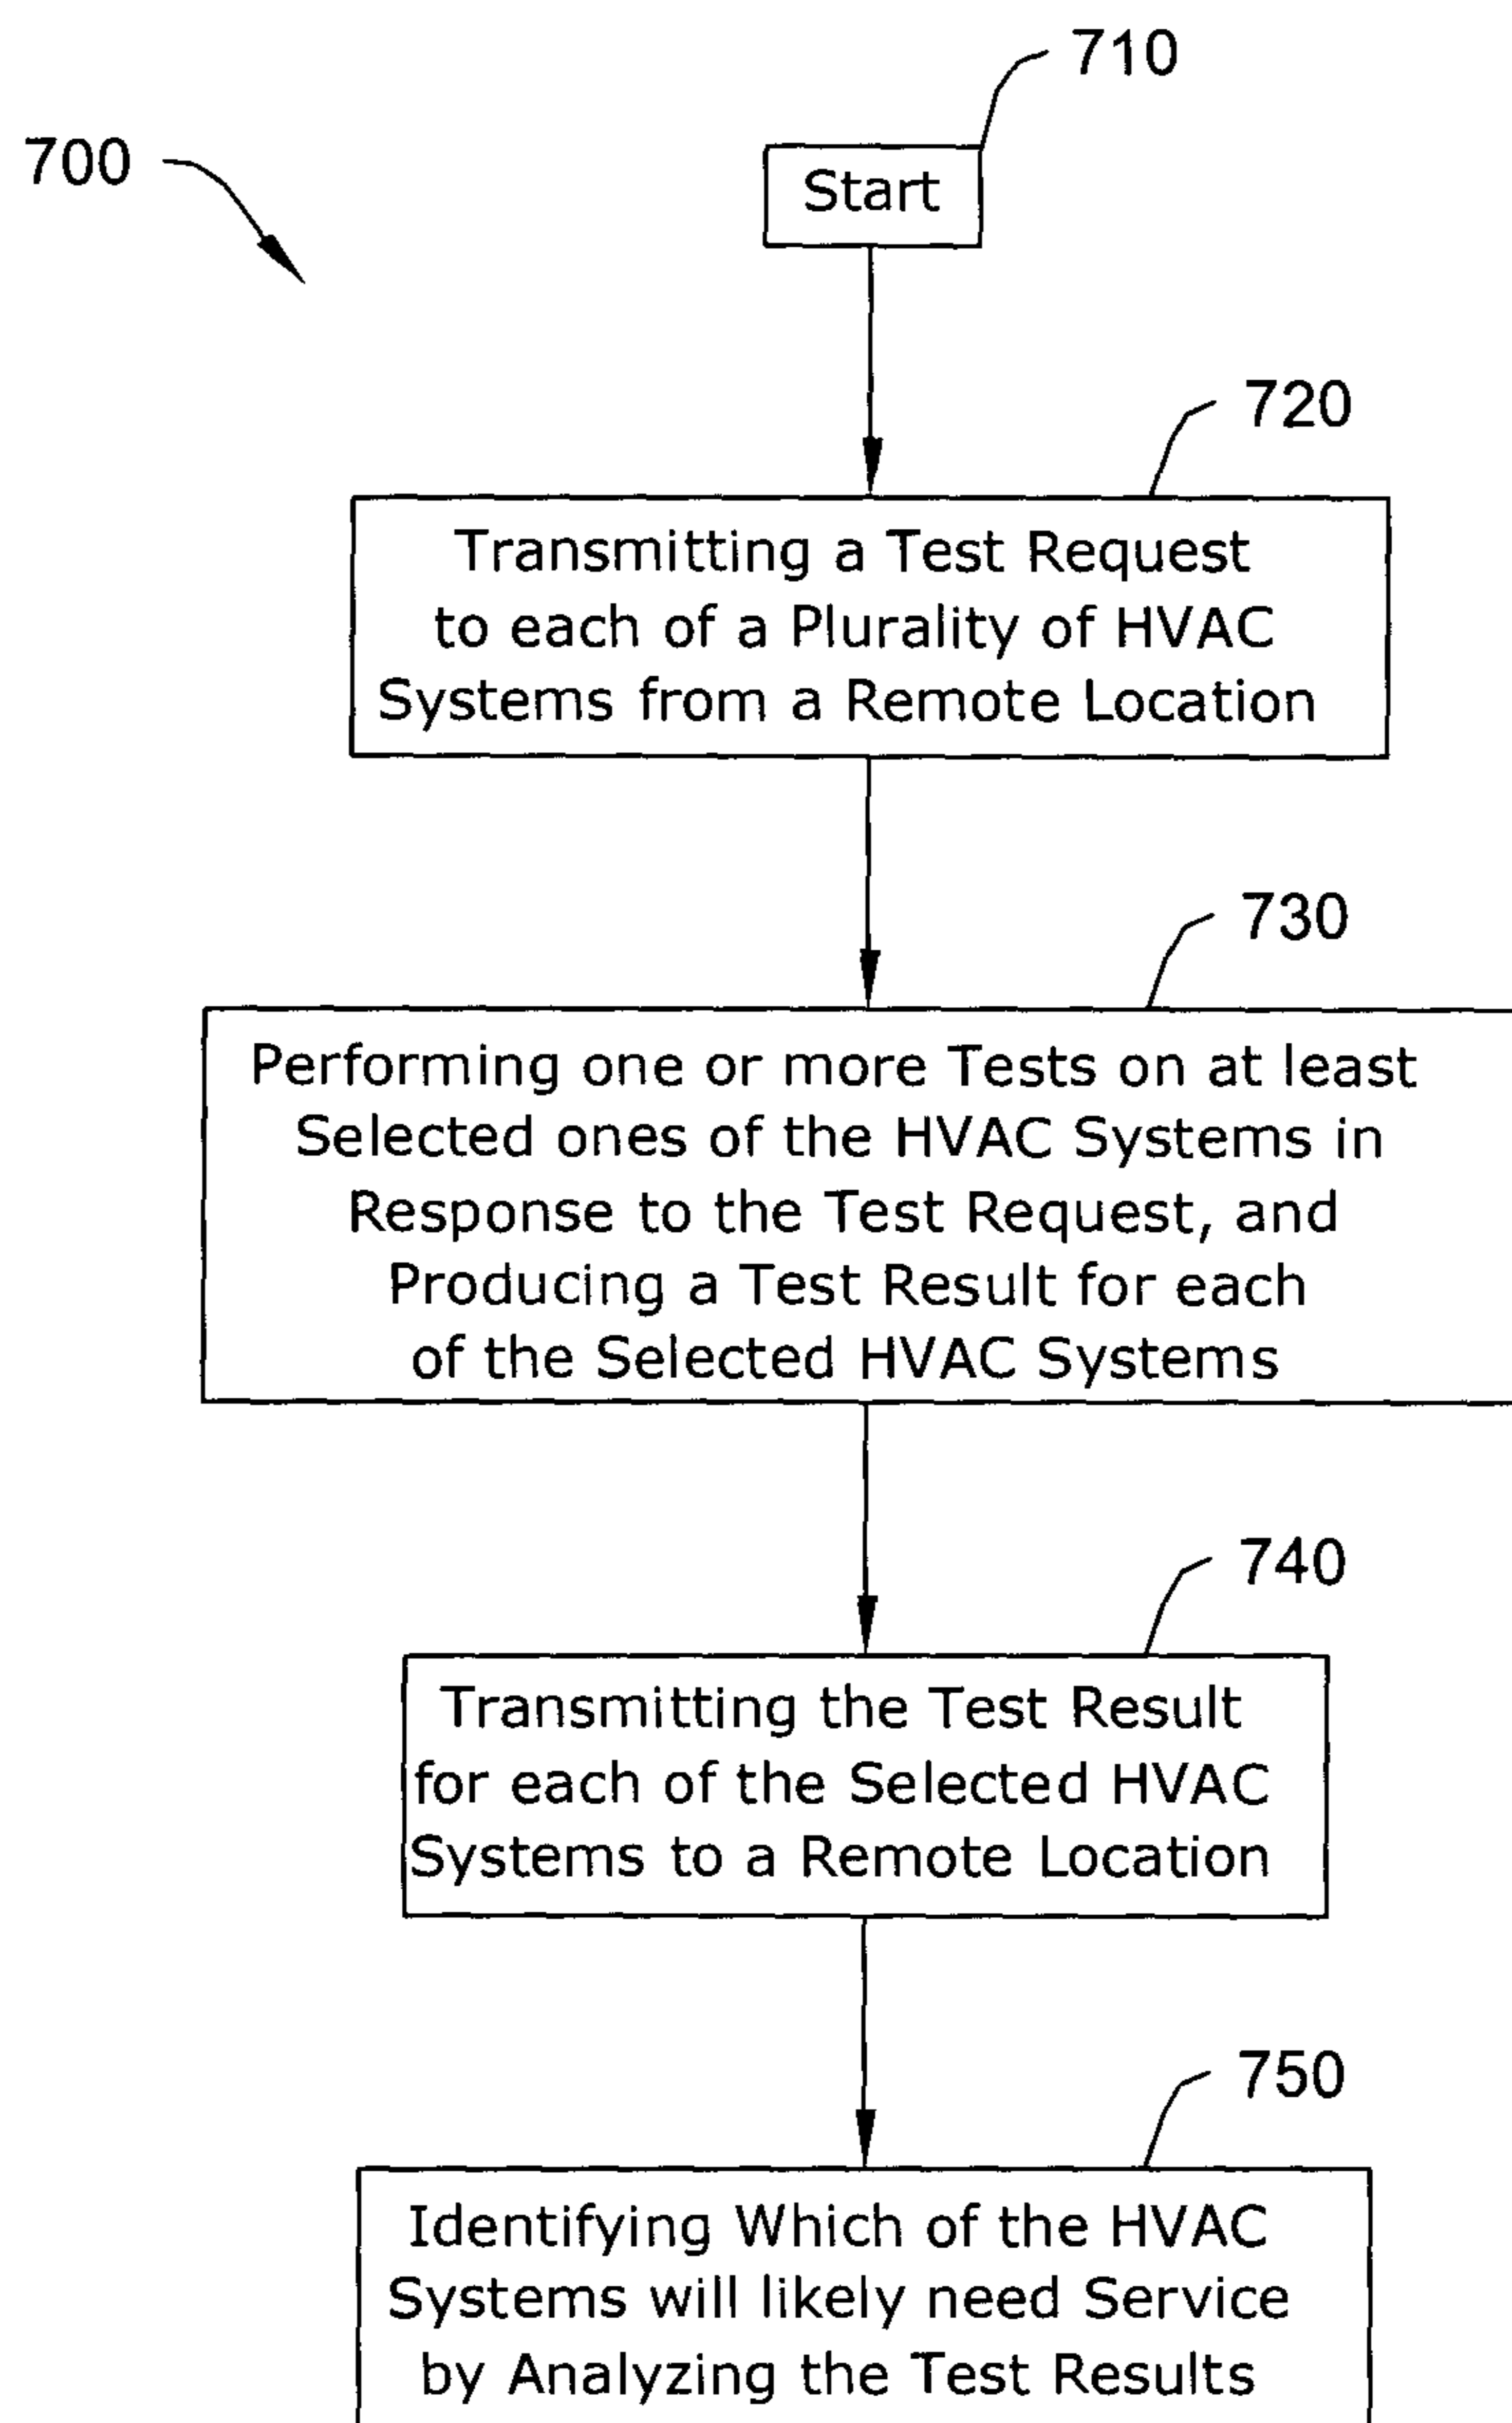 710
700
Start
720
Transmitting a Test Request
to each of a Plurality of HVAC
Systems from a Remote Location
730
Performing one or more Tests on at least
Selected ones of the HVAC Systems in
Response to the Test Request, and
Producing a Test Result for each
of the Selected HVAC Systems
740
Transmitting the Test Result
for each of the Selected HVAC
Systems to a Remote Location
750
Identifying Which of the HVAC
Systems will likely need Service
by Analyzing the Test Results